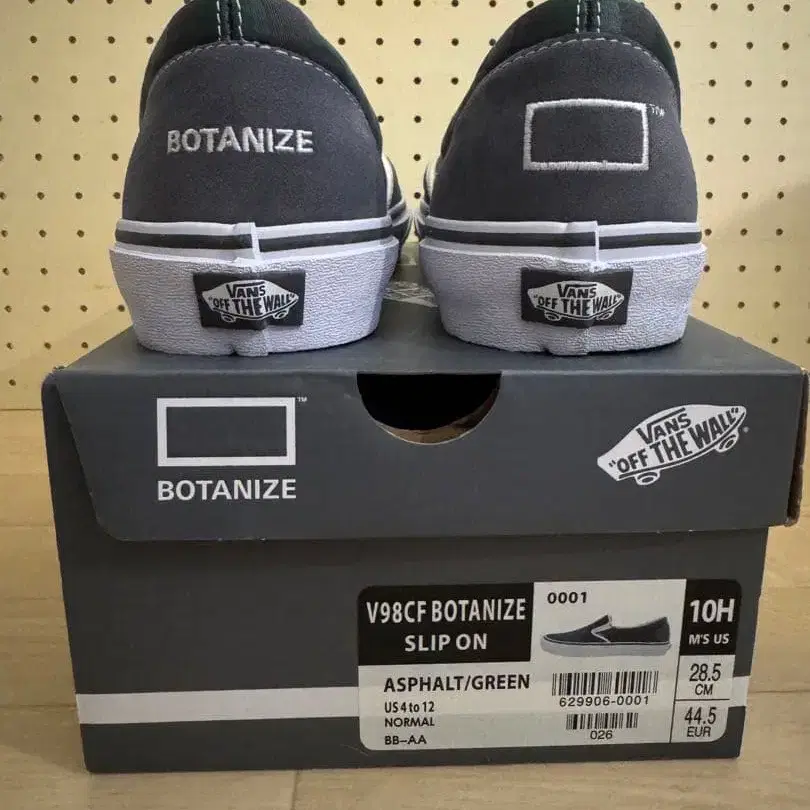 BOTANIZE
TM
VANS
"OFF THE WALL"
VANS
"OFF THE WALL"
TM
BOTANIZE
VANS
"OFF THE WALL"
®
V98CF BOTANIZE
SLIP ON
0001
10H
M'S US
ASPHALT/GREEN
US 4 to 12
NORMAL
BB–AA
629906-0001
026
28.5
CM
44.5
EUR